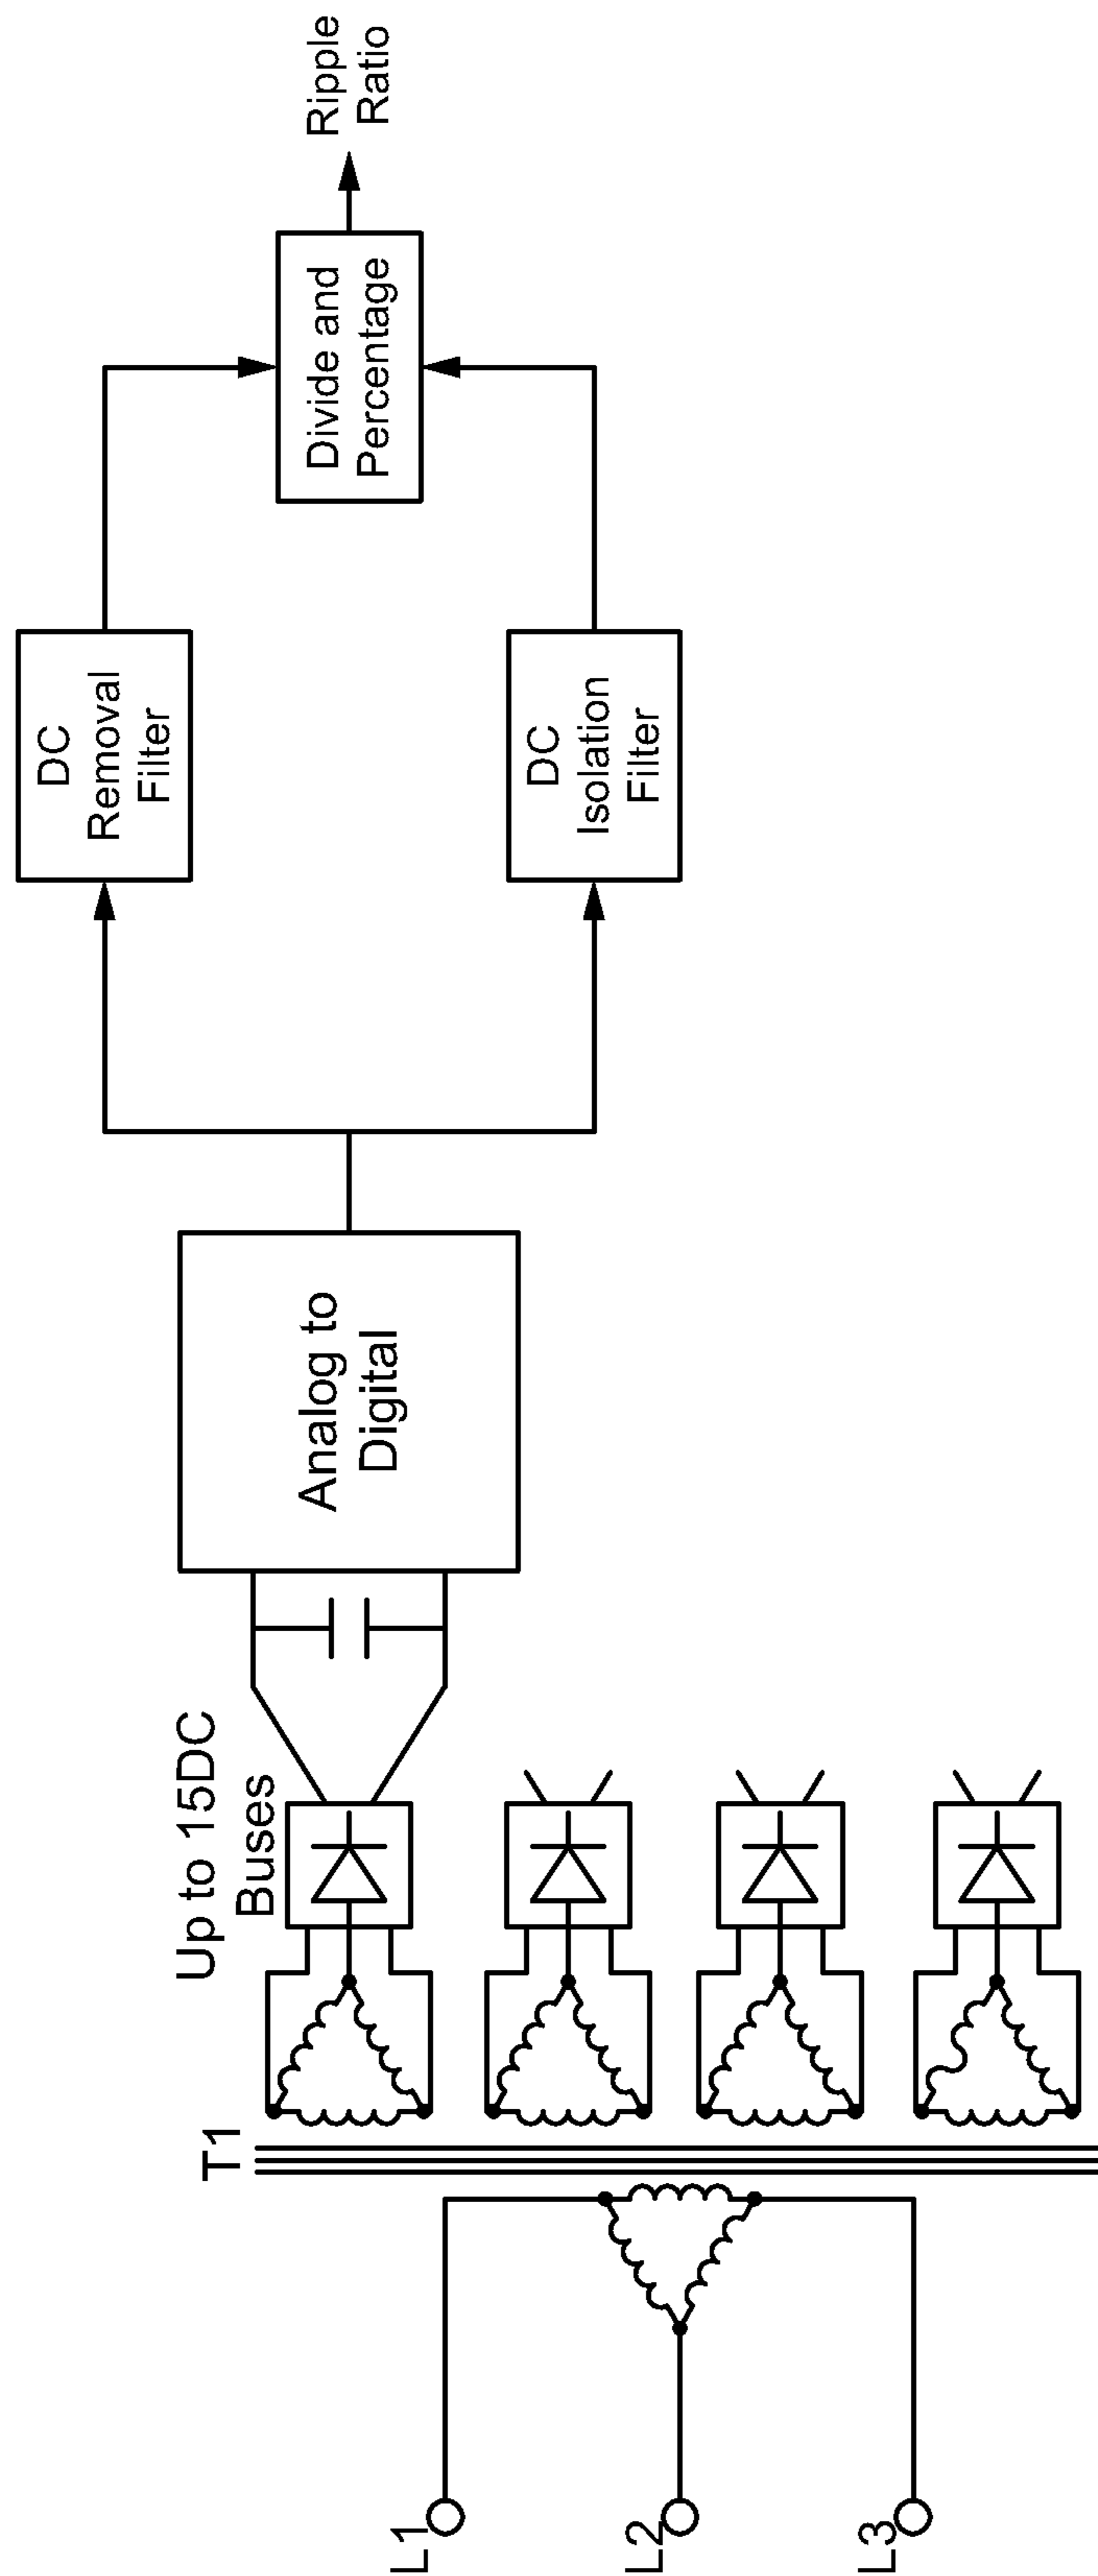 L1
L2
L3
T1
Up to 15DC
Buses
Analog to
Digital
DC
Removal
Filter
DC
Isolation
Filter
Divide and
Percentage
Ripple
Ratio